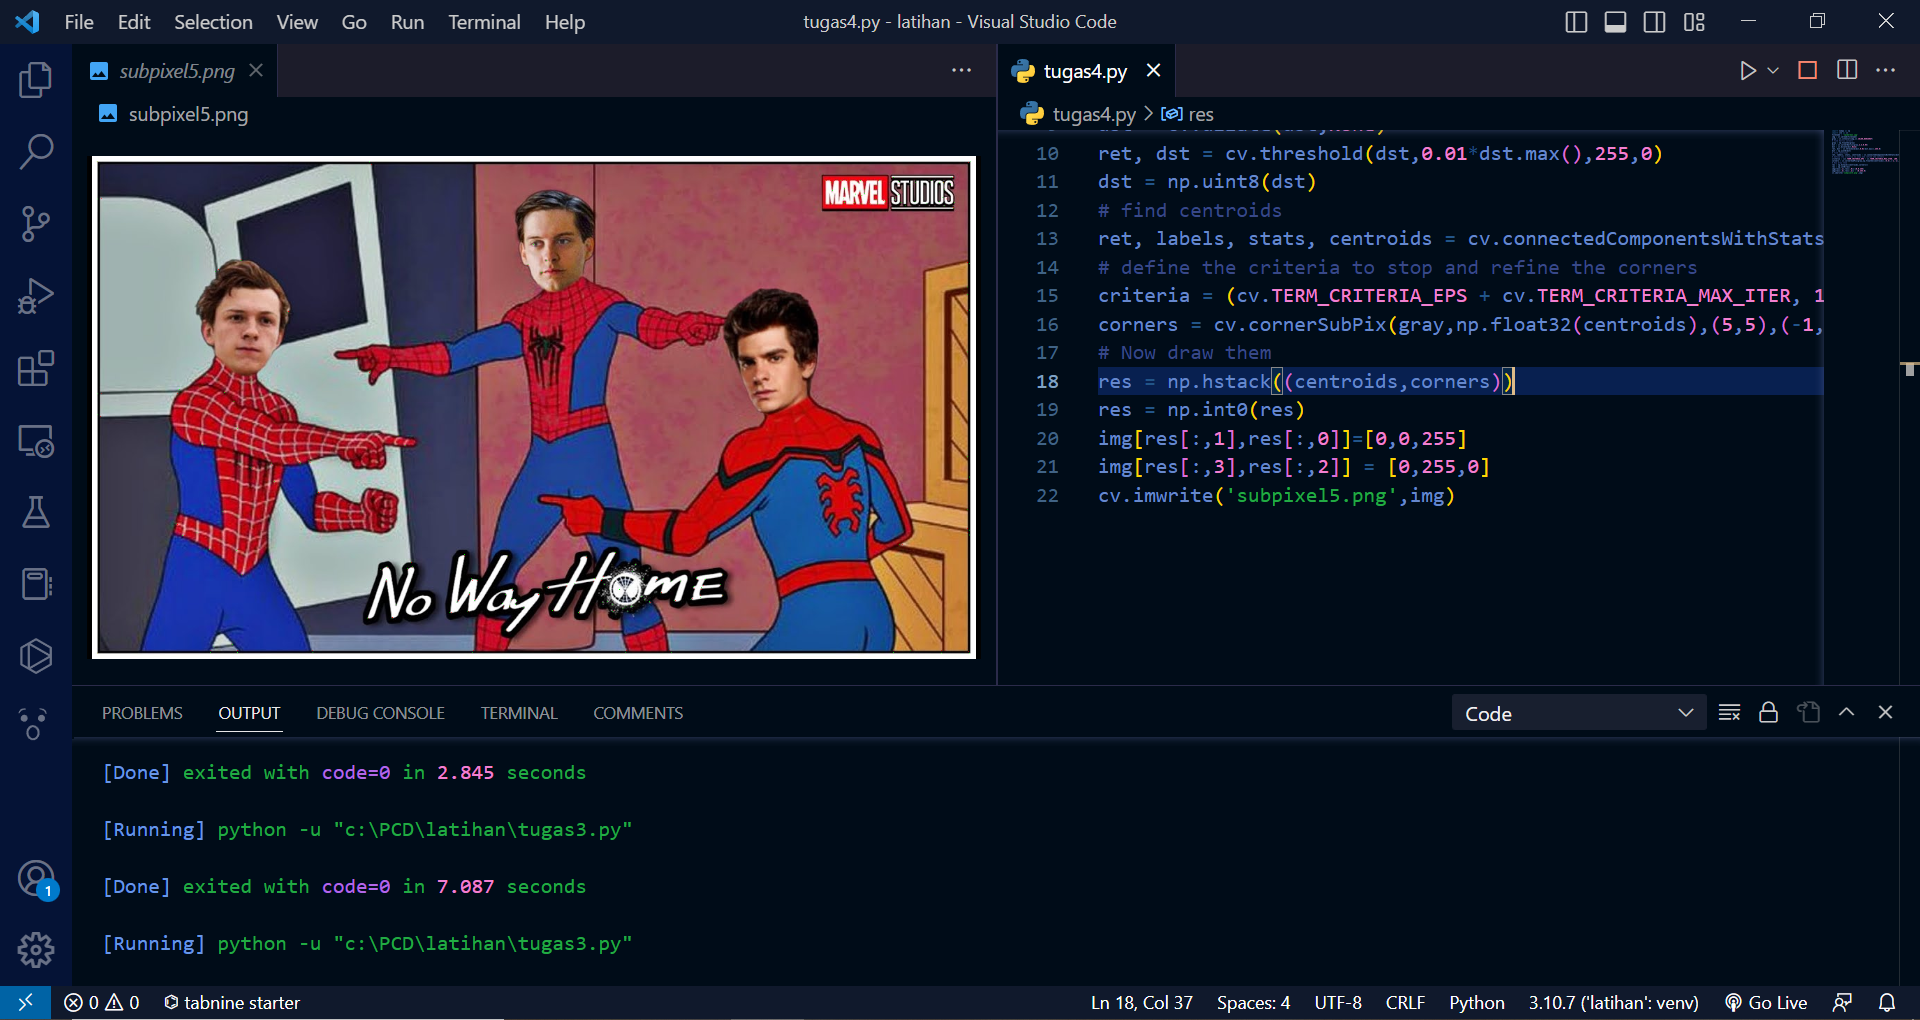 File Edit Selection View Go Run Terminal Help
tugas4.py - latihan - Visual Studio Code
subpixel5.png
subpixel5.png
MARVEL STUDIOS
No Way Home
tugas4.py
tugas4.py > res
10 ret, dst = cv.threshold(dst,0.01*dst.max(),255,0)
11 dst = np.uint8(dst)
12 # find centroids
13 ret, labels, stats, centroids = cv.connectedComponentsWithStats
14 # define the criteria to stop and refine the corners
15 criteria = (cv.TERM_CRITERIA_EPS + cv.TERM_CRITERIA_MAX_ITER, 1
16 corners = cv.cornerSubPix(gray,np.float32(centroids),(5,5),(-1,
17 # Now draw them
18 res = np.hstack((centroids,corners))
19 res = np.int0(res)
20 img[res[:,1],res[:,0]]=[0,0,255]
21 img[res[:,3],res[:,2]] = [0,255,0]
22 cv.imwrite('subpixel5.png',img)
PROBLEMS OUTPUT DEBUG CONSOLE TERMINAL COMMENTS
Code
[Done] exited with code=0 in 2.845 seconds
[Running] python -u "c:\PCD\latihan\tugas3.py"
[Done] exited with code=0 in 7.087 seconds
[Running] python -u "c:\PCD\latihan\tugas3.py"
1
0 0 tabnine starter
Ln 18, Col 37 Spaces: 4 UTF-8 CRLF Python 3.10.7 ('latihan': venv) Go Live